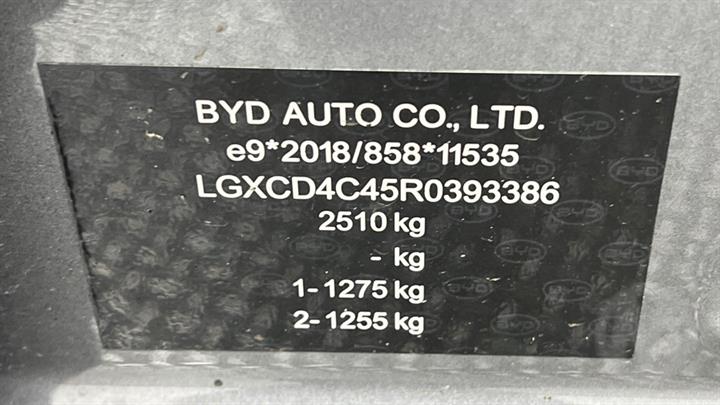 BYD AUTO CO., LTD.
e9*2018/858*11535
LGXCD4C45R0393386
2510 kg
- kg
1- 1275 kg
2- 1255 kg